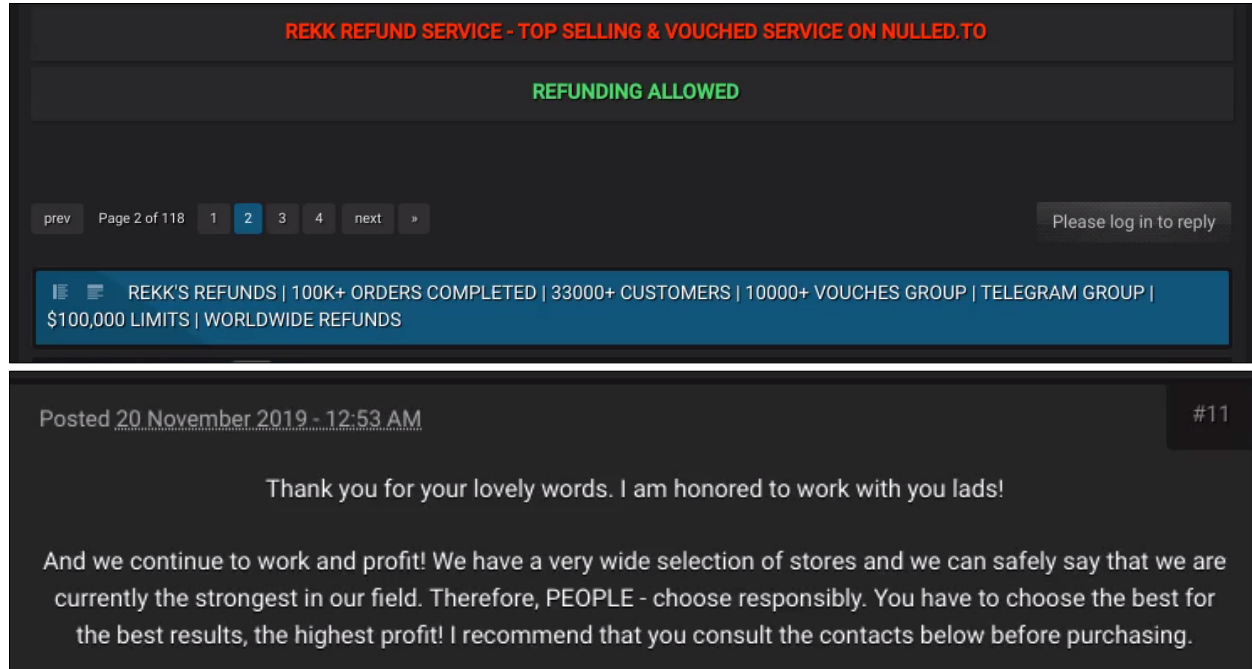 REKK REFUND SERVICE - TOP SELLING & VOUCHED SERVICE ON NULLED.TO
REFUNDING ALLOWED
prev Page 2 of 118 1 2 3 4 next »
Please log in to reply
REKK'S REFUNDS | 100K+ ORDERS COMPLETED | 33000+ CUSTOMERS | 10000+ VOUCHES GROUP | TELEGRAM GROUP |
$100,000 LIMITS | WORLDWIDE REFUNDS
Posted 20 November 2019 - 12:53 AM
#11
Thank you for your lovely words. I am honored to work with you lads!
And we continue to work and profit! We have a very wide selection of stores and we can safely say that we are
currently the strongest in our field. Therefore, PEOPLE - choose responsibly. You have to choose the best for
the best results, the highest profit! I recommend that you consult the contacts below before purchasing.